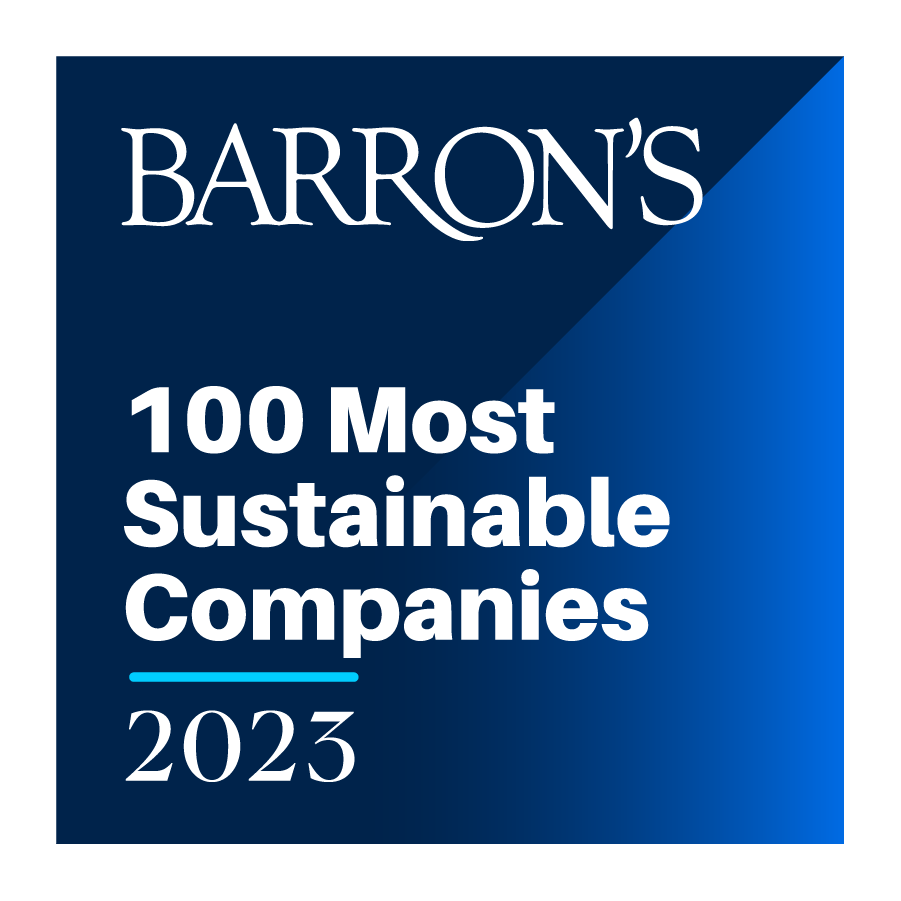 BARRON'S
100 Most
Sustainable
Companies
2023